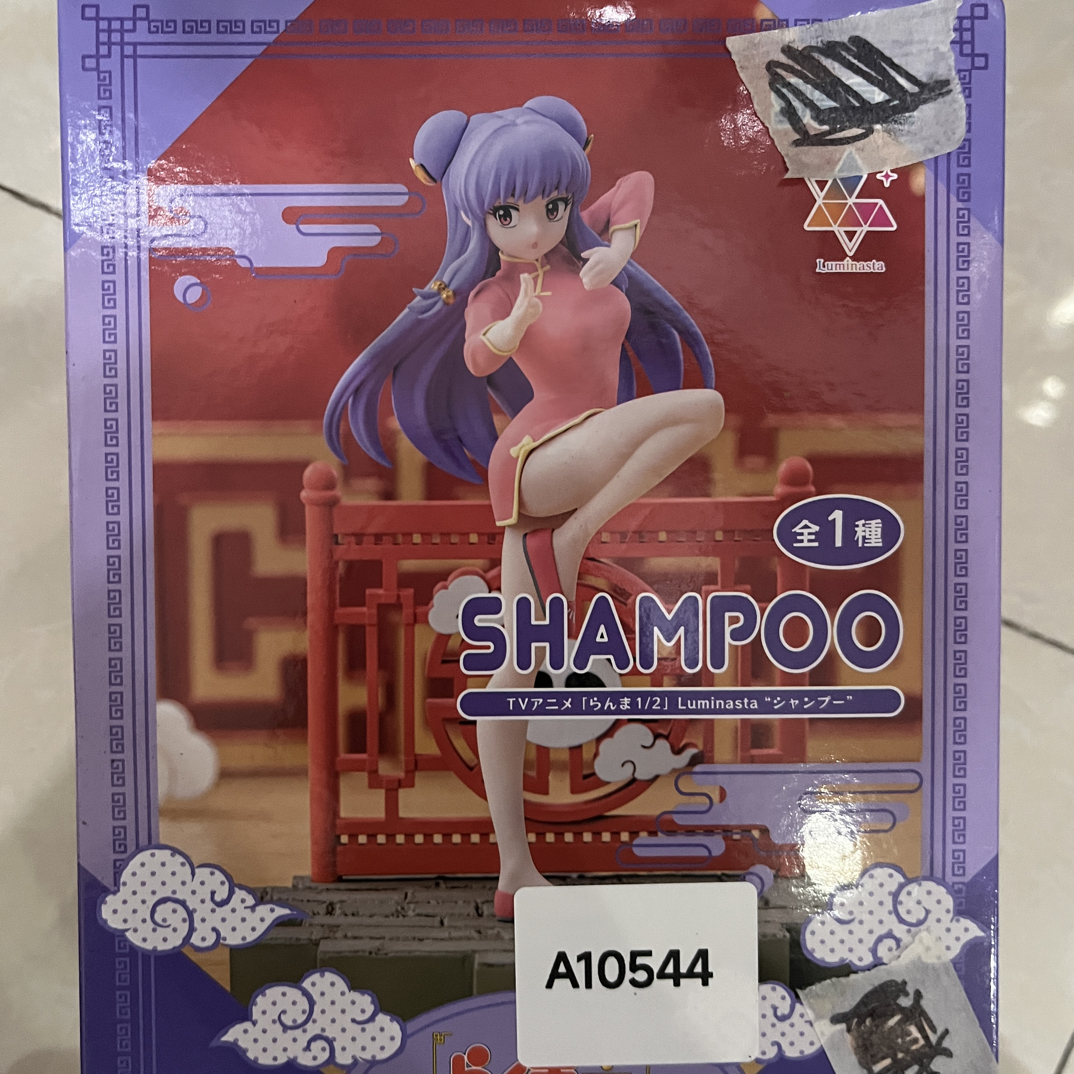 Luminasta
全1種
SHAMPOO
TVアニメ「らんま1/2」Luminasta “シャンプー”
A10544